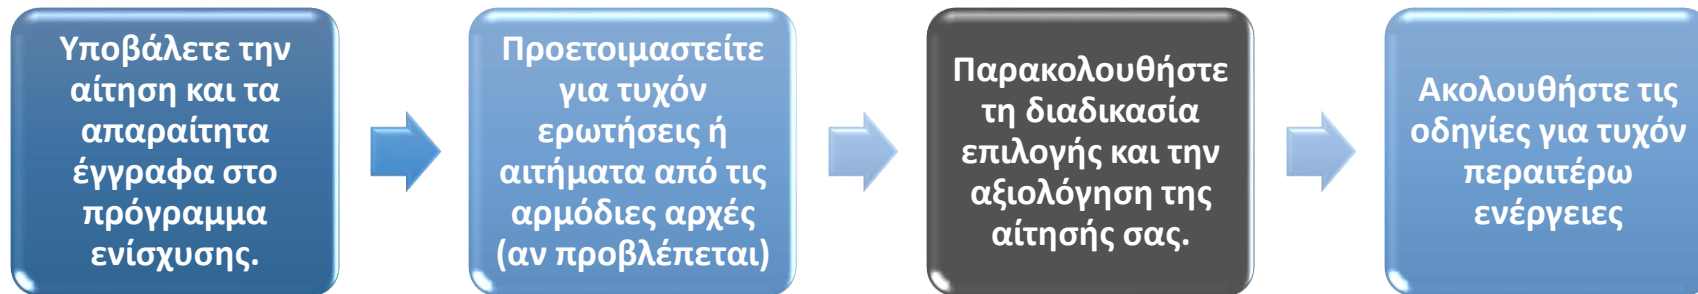 Υποβάλετε την
αίτηση και τα
απαραίτητα
έγγραφα στο
πρόγραμμα
ενίσχυσης.
Προετοιμαστείτε
για τυχόν
ερωτήσεις ή
αιτήματα από τις
αρμόδιες αρχές
(αν προβλέπεται)
Παρακολουθήστε
τη διαδικασία
επιλογής και την
αξιολόγηση της
αίτησής σας.
Ακολουθήστε τις
οδηγίες για τυχόν
περαιτέρω
ενέργειες